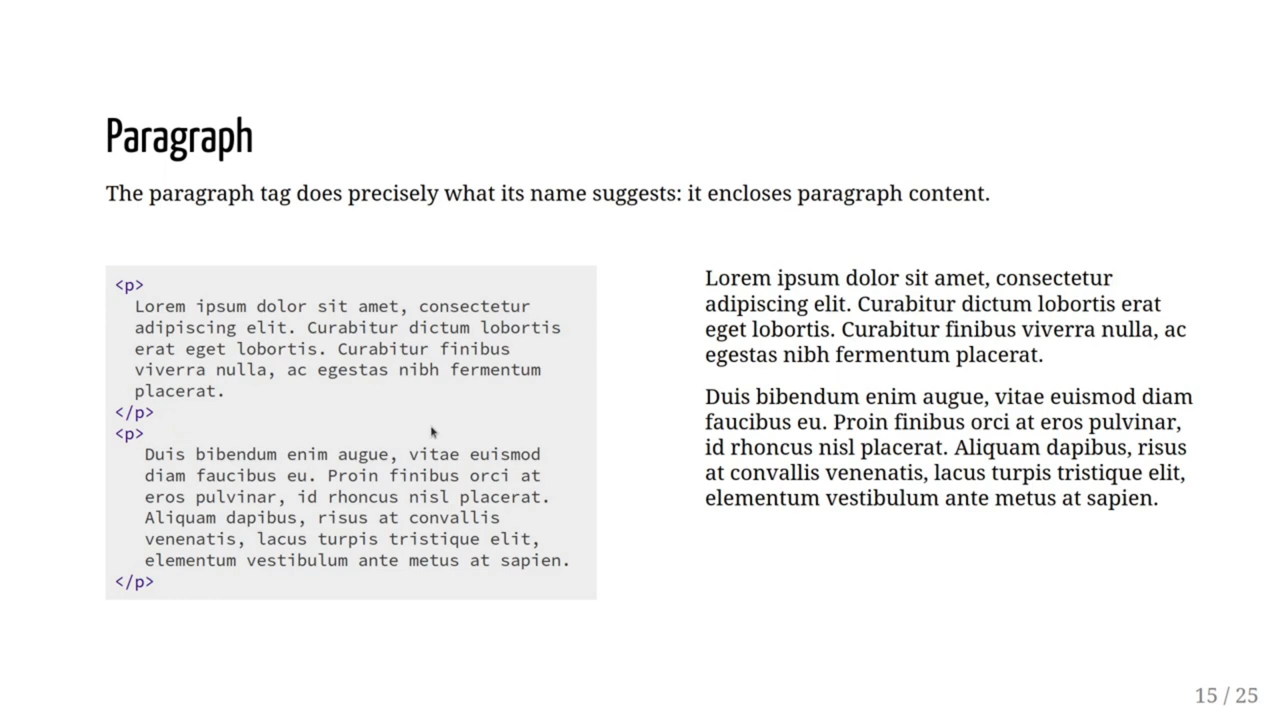 Paragraph
The paragraph tag does precisely what its name suggests: it encloses paragraph content.
<p>
Lorem ipsum dolor sit amet, consectetur
adipiscing elit. Curabitur dictum lobortis
erat eget lobortis. Curabitur finibus
viverra nulla, ac egestas nibh fermentum
placerat.
</p>
<p>
Duis bibendum enim augue, vitae euismod
diam faucibus eu. Proin finibus orci at
eros pulvinar, id rhoncus nisl placerat.
Aliquam dapibus, risus at convallis
venenatis, lacus turpis tristique elit,
elementum vestibulum ante metus at sapien.
</p>
Lorem ipsum dolor sit amet, consectetur
adipiscing elit. Curabitur dictum lobortis erat
eget lobortis. Curabitur finibus viverra nulla, ac
egestas nibh fermentum placerat.
Duis bibendum enim augue, vitae euismod diam
faucibus eu. Proin finibus orci at eros pulvinar,
id rhoncus nisl placerat. Aliquam dapibus, risus
at convallis venenatis, lacus turpis tristique elit,
elementum vestibulum ante metus at sapien.
15 / 25